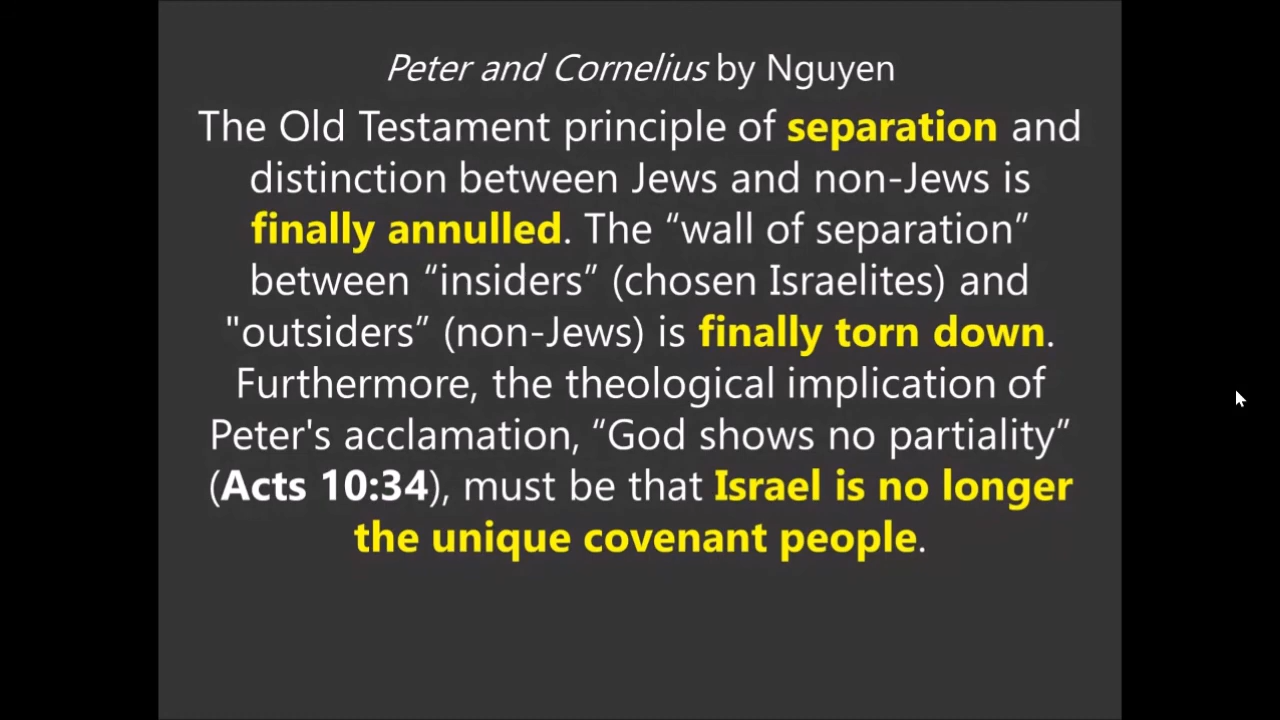 Peter and Cornelius by Nguyen
The Old Testament principle of separation and
distinction between Jews and non-Jews is
finally annulled. The “wall of separation”
between “insiders” (chosen Israelites) and
"outsiders” (non-Jews) is finally torn down.
Furthermore, the theological implication of
Peter's acclamation, “God shows no partiality”
(Acts 10:34), must be that Israel is no longer
the unique covenant people.